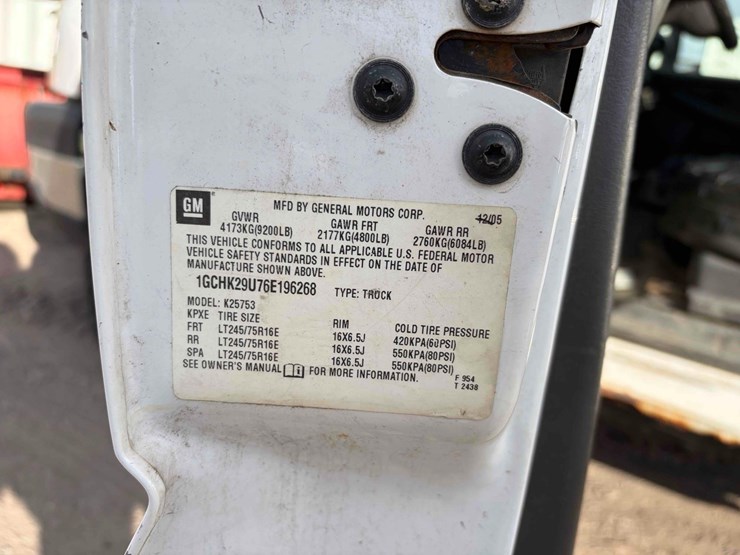 GM
MFD BY GENERAL MOTORS CORP. 12/05
GVWR GAWR FRT GAWR RR
4173KG(9200LB) 2177KG(4800LB) 2760KG(6084LB)
THIS VEHICLE CONFORMS TO ALL APPLICABLE U.S. FEDERAL MOTOR
VEHICLE SAFETY STANDARDS IN EFFECT ON THE DATE OF
MANUFACTURE SHOWN ABOVE.
1GCHK29U76E196268 TYPE: TRUCK
MODEL: K25753
KPXE TIRE SIZE RIM COLD TIRE PRESSURE
FRT LT245/75R16E 16X6.5J 420KPA(60PSI)
RR LT245/75R16E 16X6.5J 550KPA(80PSI)
SPA LT245/75R16E 16X6.5J 550KPA(80PSI)
SEE OWNER'S MANUAL FOR MORE INFORMATION.
F 954
T 2438